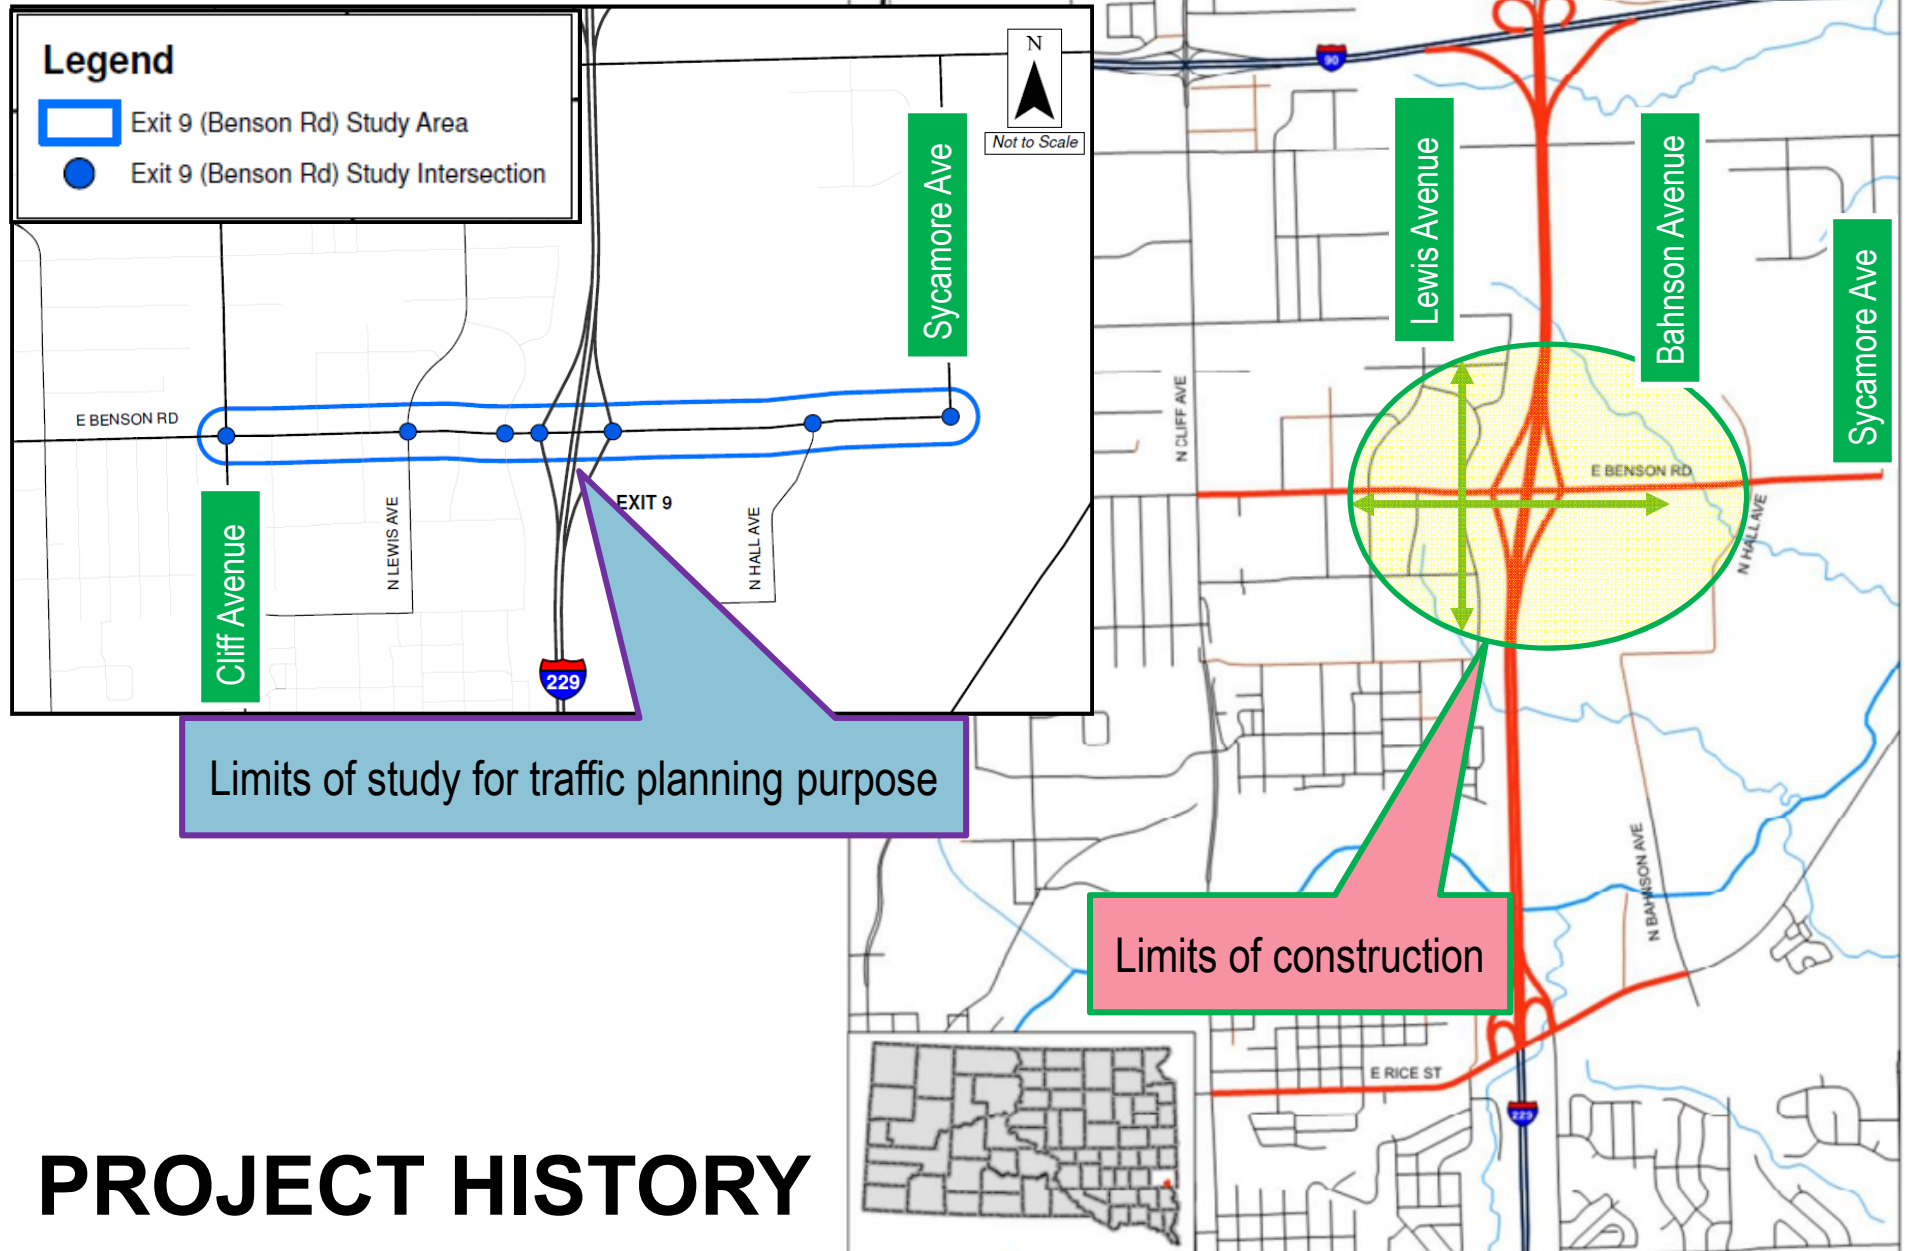 Legend
Exit 9 (Benson Rd) Study Area
Exit 9 (Benson Rd) Study Intersection
N
Not to Scale
Sycamore Ave
E BENSON RD
Cliff Avenue
N LEWIS AVE
EXIT 9
N HALL AVE
229
Limits of study for traffic planning purpose
90
Lewis Avenue
Bahnson Avenue
Sycamore Ave
N CLIFF AVE
E BENSON RD
N HALL AVE
N BAHNSON AVE
Limits of construction
E RICE ST
229
PROJECT HISTORY